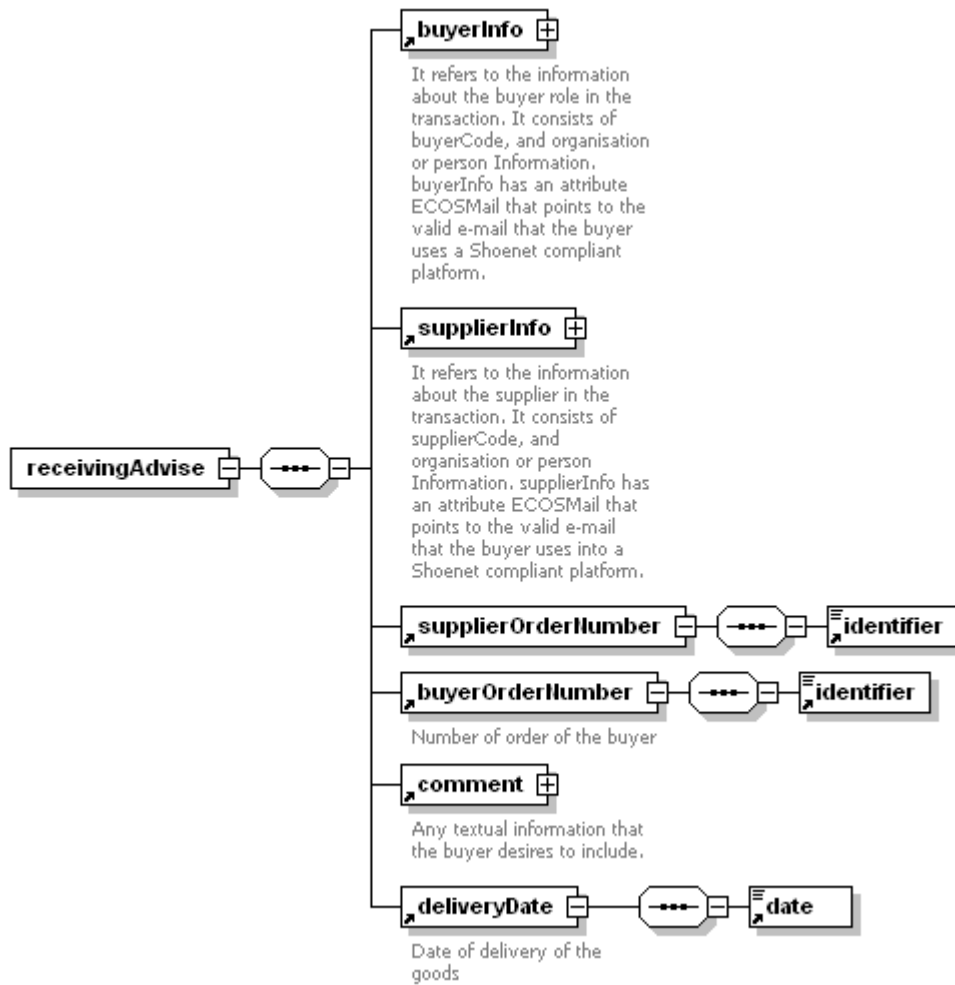 buyerInfo
It refers to the information
about the buyer role in the
transaction. It consists of
buyerCode, and organisation
or person Information.
buyerInfo has an attribute
ECOSMail that points to the
valid e-mail that the buyer
uses a Shoenet compliant
platform.
supplierInfo
It refers to the information
about the supplier in the
transaction. It consists of
supplierCode, and
organisation or person
Information. supplierInfo has
an attribute ECOSMail that
points to the valid e-mail
that the buyer uses into a
Shoenet compliant platform.
receivingAdvise
supplierOrderNumber
identifier
buyerOrderNumber
identifier
Number of order of the buyer
comment
Any textual information that
the buyer desires to include.
deliveryDate
date
Date of delivery of the
goods